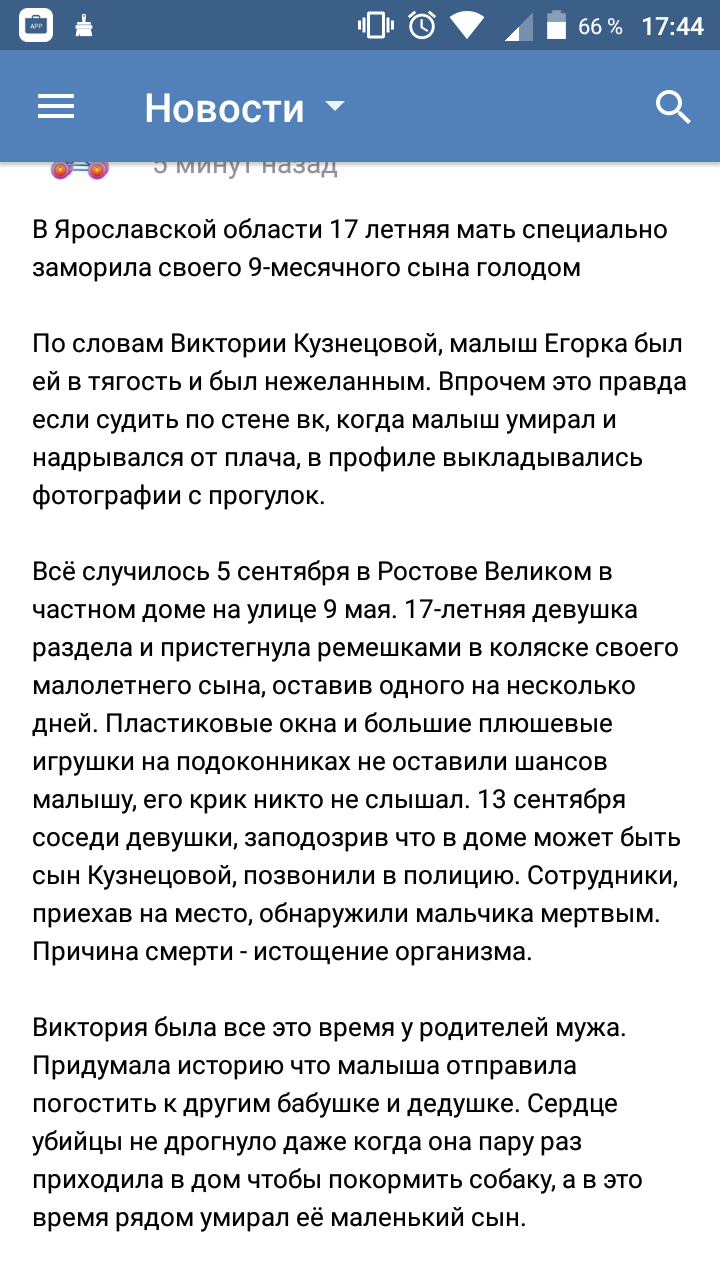 APP
66 %
17:44
Новости
5 минут назад
В Ярославской области 17 летняя мать специально
заморила своего 9-месячного сына голодом
По словам Виктории Кузнецовой, малыш Егорка был
ей в тягость и был нежеланным. Впрочем это правда
если судить по стене вк, когда малыш умирал и
надрывался от плача, в профиле выкладывались
фотографии с прогулок.
Всё случилось 5 сентября в Ростове Великом в
частном доме на улице 9 мая. 17-летняя девушка
раздела и пристегнула ремешками в коляске своего
малолетнего сына, оставив одного на несколько
дней. Пластиковые окна и большие плюшевые
игрушки на подоконниках не оставили шансов
малышу, его крик никто не слышал. 13 сентября
соседи девушки, заподозрив что в доме может быть
сын Кузнецовой, позвонили в полицию. Сотрудники,
приехав на место, обнаружили мальчика мертвым.
Причина смерти - истощение организма.
Виктория была все это время у родителей мужа.
Придумала историю что малыша отправила
погостить к другим бабушке и дедушке. Сердце
убийцы не дрогнуло даже когда она пару раз
приходила в дом чтобы покормить собаку, а в это
время рядом умирал её маленький сын.